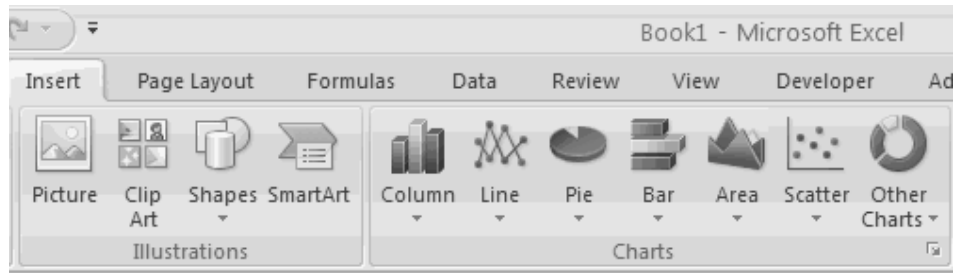 Book1 - Microsoft Excel
Insert Page Layout Formulas Data Review View Developer Ad
Picture Clip Shapes SmartArt Column Line Pie Bar Area Scatter Other
Art Charts
Illustrations Charts